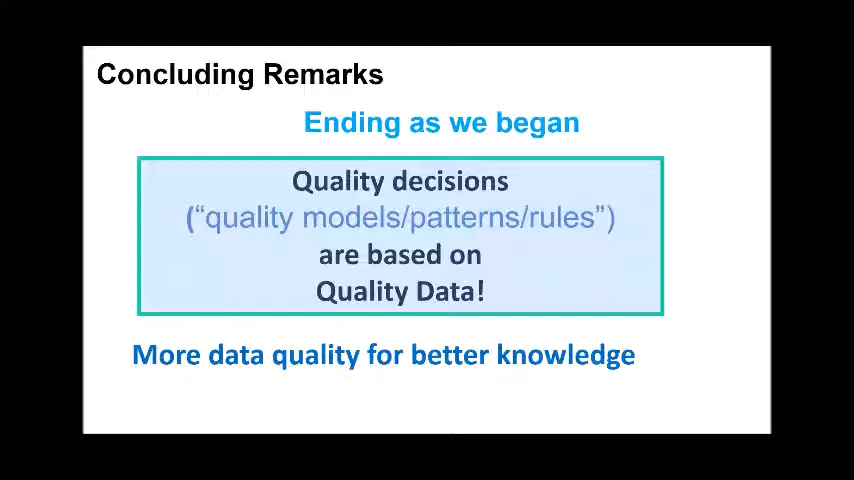 Concluding Remarks
Ending as we began
Quality decisions
(“quality models/patterns/rules”)
are based on
Quality Data!
More data quality for better knowledge